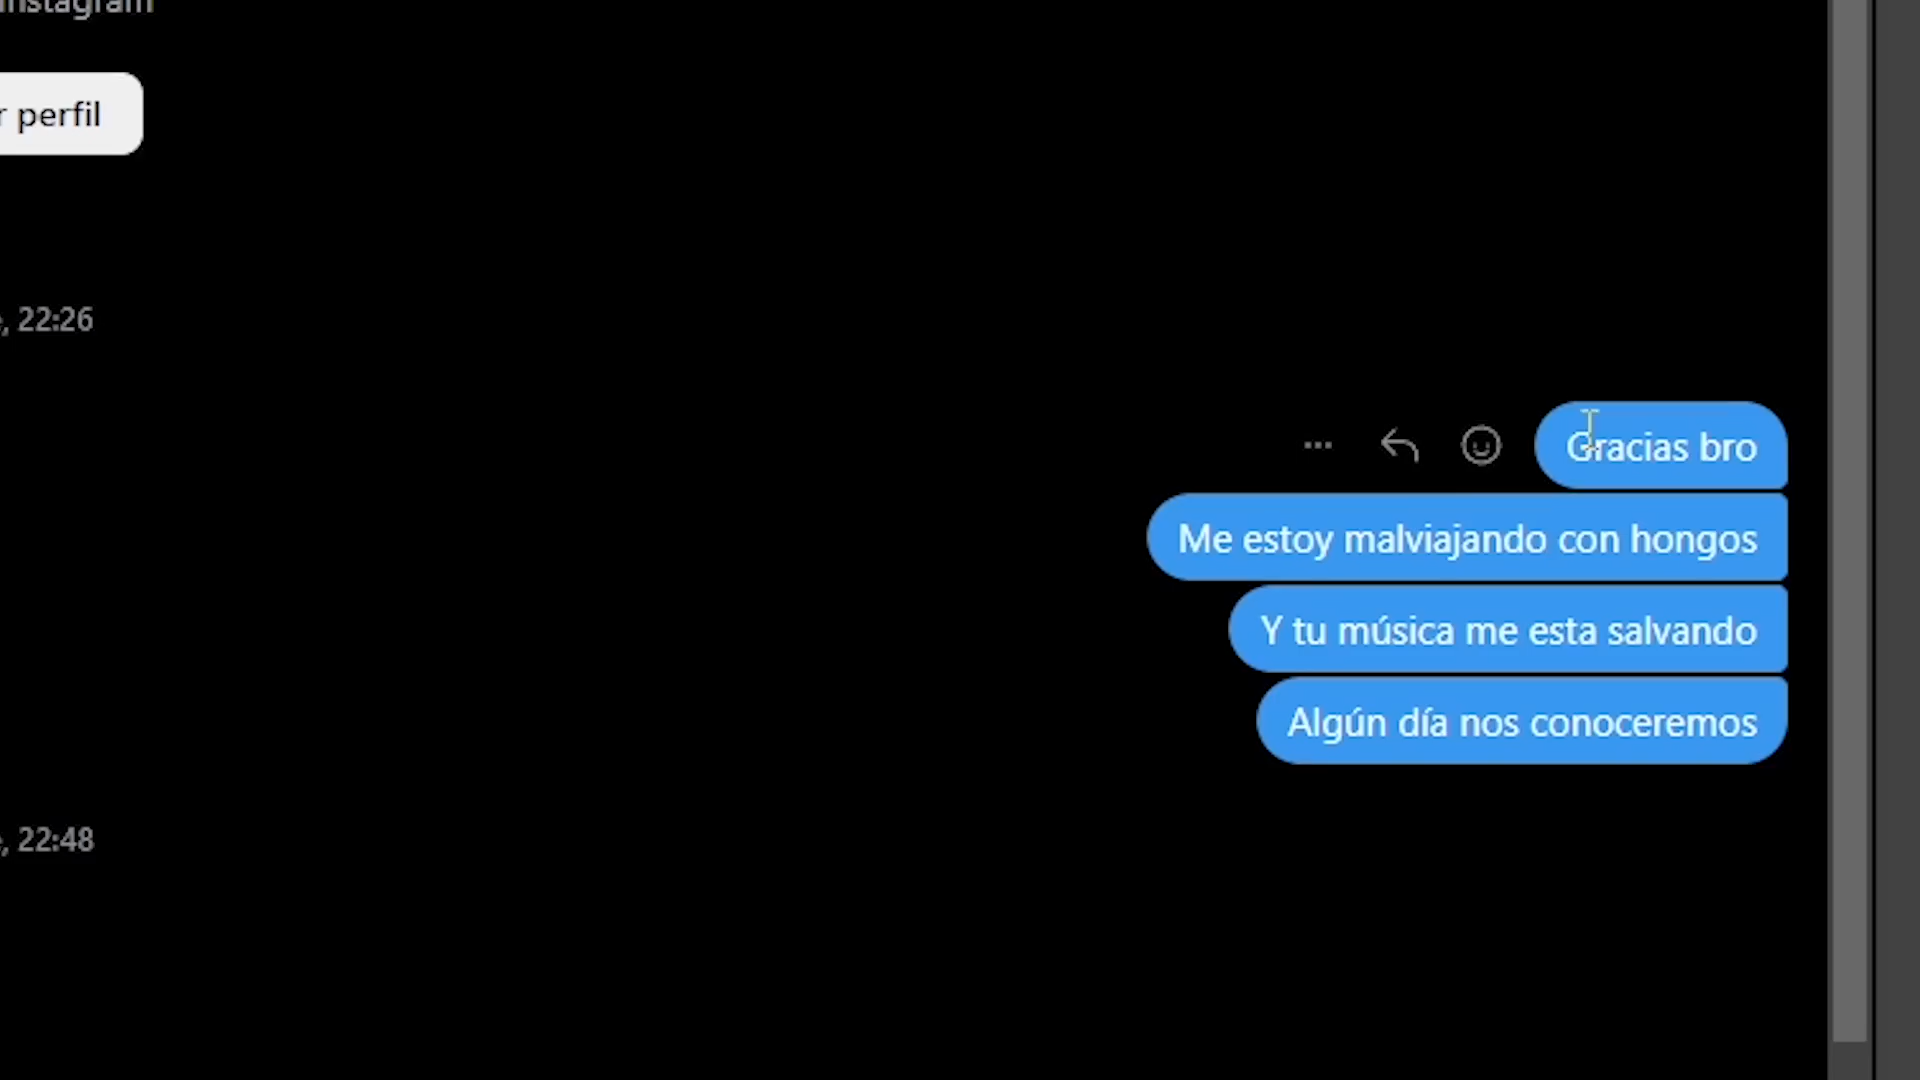 Instagram
perfil
22:26
Gracias bro
Me estoy malviajando con hongos
Y tu música me esta salvando
Algún día nos conoceremos
22:48